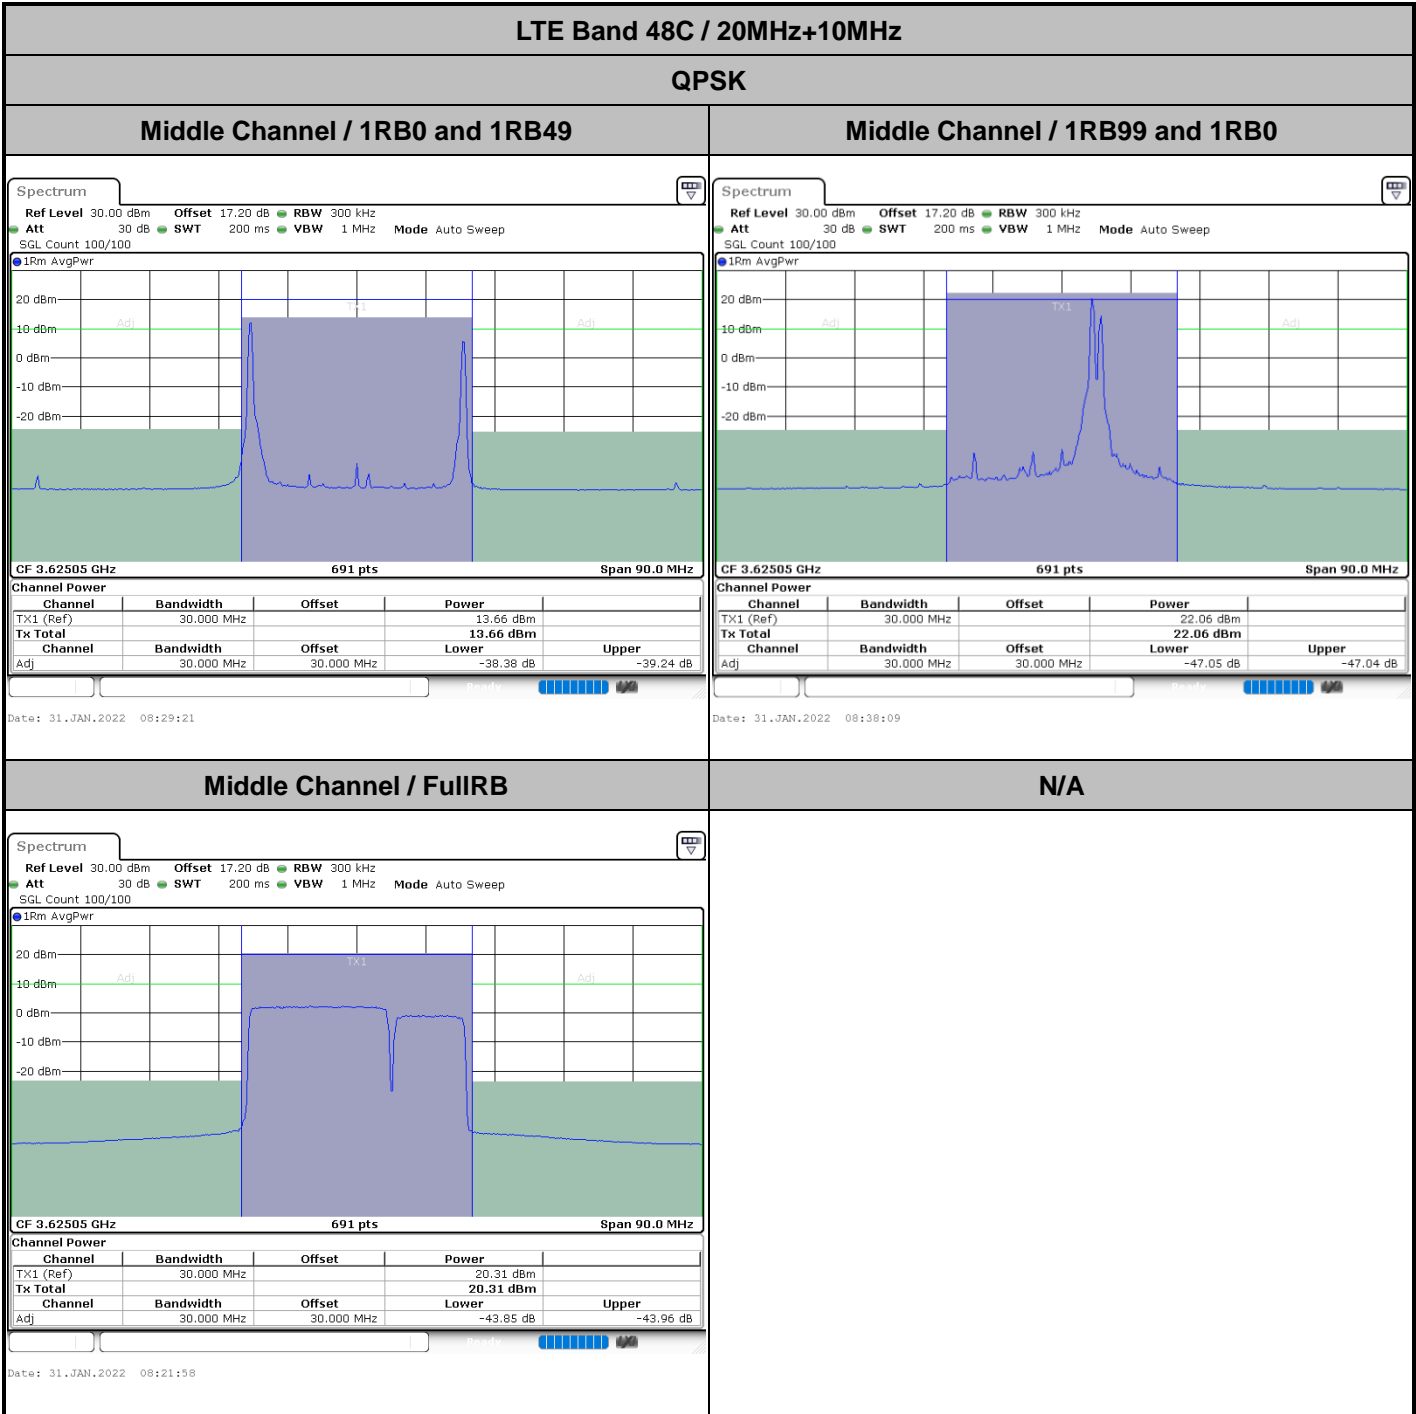 LTE Band 48C / 20MHz+10MHz
QPSK
Middle Channel / 1RB0 and 1RB49
Middle Channel / 1RB99 and 1RB0
Spectrum
Ref Level 30.00 dBm Offset 17.20 dB RBW 300 kHz
Att 30 dB SWT 200 ms VBW 1 MHz Mode Auto Sweep
SGL Count 100/100
1Rm AvgPwr
TX1
20 dBm
Adj Adj
10 dBm
0 dBm
-10 dBm
-20 dBm
CF 3.62505 GHz 691 pts Span 90.0 MHz
Channel Power
Channel Bandwidth Offset Power
TX1 (Ref) 30.000 MHz 13.66 dBm
Tx Total 13.66 dBm
Channel Bandwidth Offset Lower Upper
Adj 30.000 MHz 30.000 MHz -38.38 dB -39.24 dB
Ready
Date: 31.JAN.2022 08:29:21
Spectrum
Ref Level 30.00 dBm Offset 17.20 dB RBW 300 kHz
Att 30 dB SWT 200 ms VBW 1 MHz Mode Auto Sweep
SGL Count 100/100
1Rm AvgPwr
20 dBm
TX1
Adj Adj
10 dBm
0 dBm
-10 dBm
-20 dBm
CF 3.62505 GHz 691 pts Span 90.0 MHz
Channel Power
Channel Bandwidth Offset Power
TX1 (Ref) 30.000 MHz 22.06 dBm
Tx Total 22.06 dBm
Channel Bandwidth Offset Lower Upper
Adj 30.000 MHz 30.000 MHz -47.05 dB -47.04 dB
Ready
Date: 31.JAN.2022 08:38:09
Middle Channel / FullRB
N/A
Spectrum
Ref Level 30.00 dBm Offset 17.20 dB RBW 300 kHz
Att 30 dB SWT 200 ms VBW 1 MHz Mode Auto Sweep
SGL Count 100/100
1Rm AvgPwr
20 dBm
TX1
Adj Adj
10 dBm
0 dBm
-10 dBm
-20 dBm
CF 3.62505 GHz 691 pts Span 90.0 MHz
Channel Power
Channel Bandwidth Offset Power
TX1 (Ref) 30.000 MHz 20.31 dBm
Tx Total 20.31 dBm
Channel Bandwidth Offset Lower Upper
Adj 30.000 MHz 30.000 MHz -43.85 dB -43.96 dB
Ready
Date: 31.JAN.2022 08:21:58